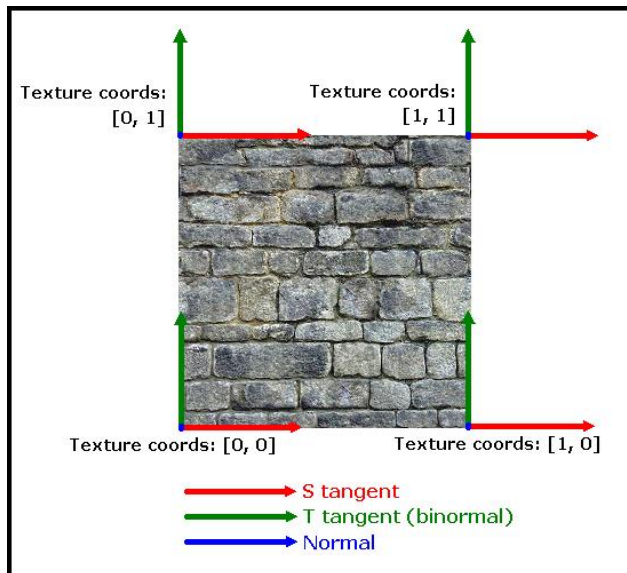 Texture coords:
[0, 1]
Texture coords:
[1, 1]
Texture coords: [0, 0]
Texture coords: [1, 0]
S tangent
T tangent (binormal)
Normal